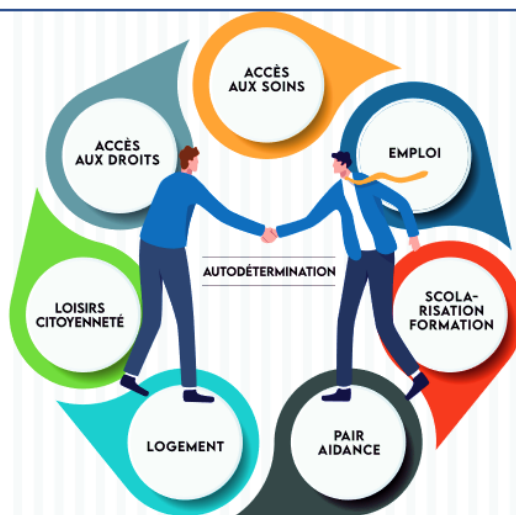 ACCÈS
AUX SOINS
EMPLOI
SCOLA-
RISATION
FORMATION
PAIR
AIDANCE
LOGEMENT
LOISIRS
CITOYENNETÉ
ACCÈS
AUX DROITS
AUTODÉTERMINATION